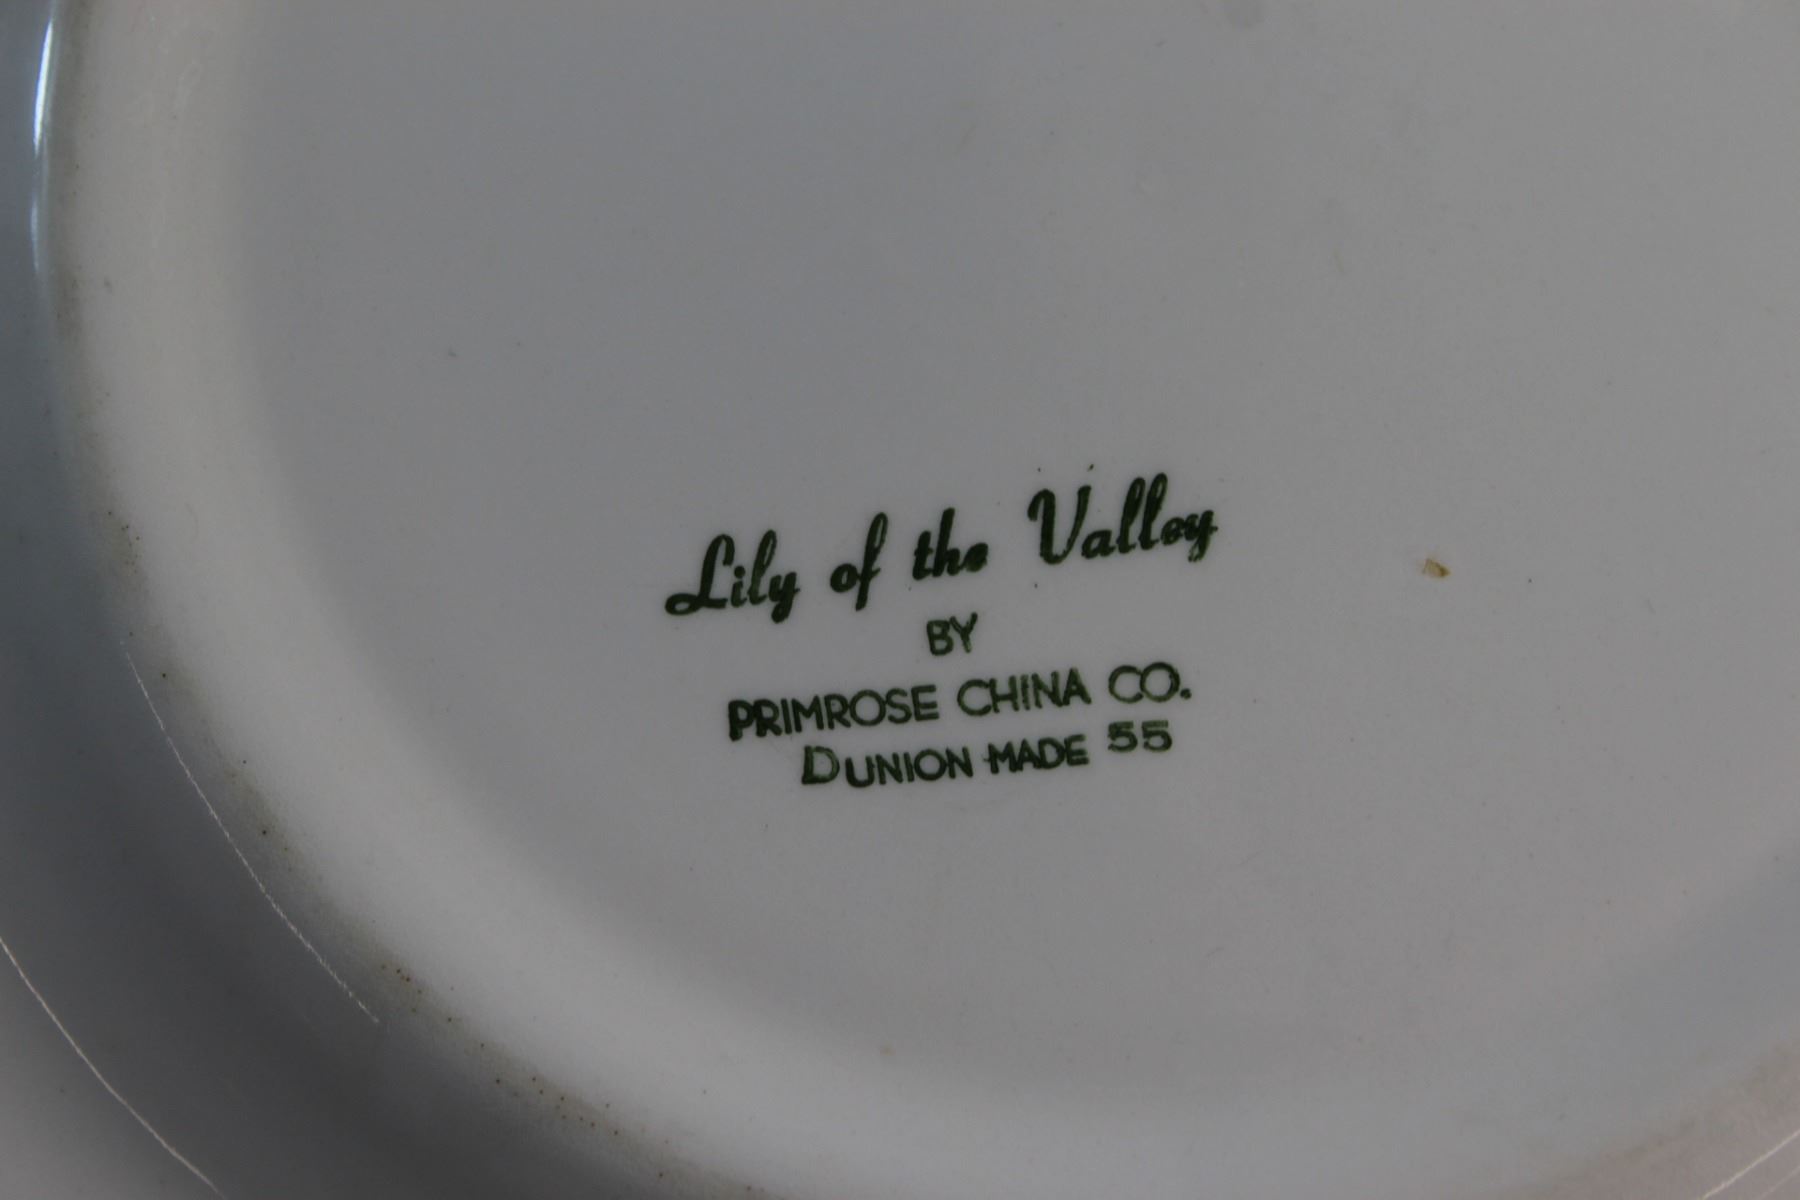 Lily of the Valley
BY
PRIMROSE CHINA CO.
DUNION MADE 55